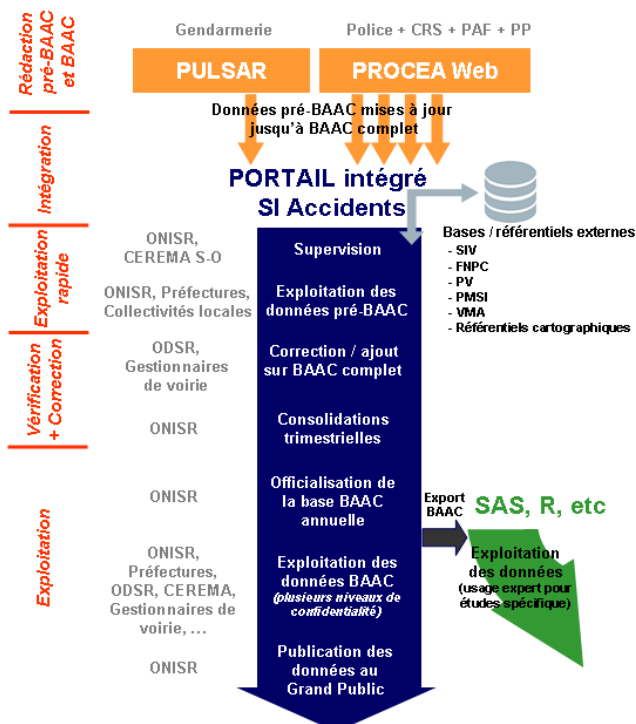 Rédaction
pré-BAAC
et BAAC
Gendarmerie
Police + CRS + PAF + PP
PULSAR
PROCEA Web
Données pré-BAAC mises à jour
jusqu'à BAAC complet
Intégration
PORTAIL intégré
SI Accidents
Bases / référentiels externes
- SIV
- FNPC
- PV
- PMSI
- VMA
- Référentiels cartographiques
Exploitation
rapide
ONISR,
CEREMA S-O
Supervision
ONISR, Préfectures,
Collectivités locales
Exploitation des
données pré-BAAC
Vérification
+ Correction
ODSR,
Gestionnaires
de voirie
Correction / ajout
sur BAAC complet
ONISR
Consolidations
trimestrielles
Exploitation
ONISR
Officialisation de
la base BAAC
annuelle
Export
BAAC
SAS, R, etc
Exploitation
des données
(usage expert pour
études spécifique)
ONISR,
Préfectures,
ODSR, CEREMA,
Gestionnaires de
voirie, ...
Exploitation des
données BAAC
(plusieurs niveaux de
confidentialité)
ONISR
Publication des
données au
Grand Public